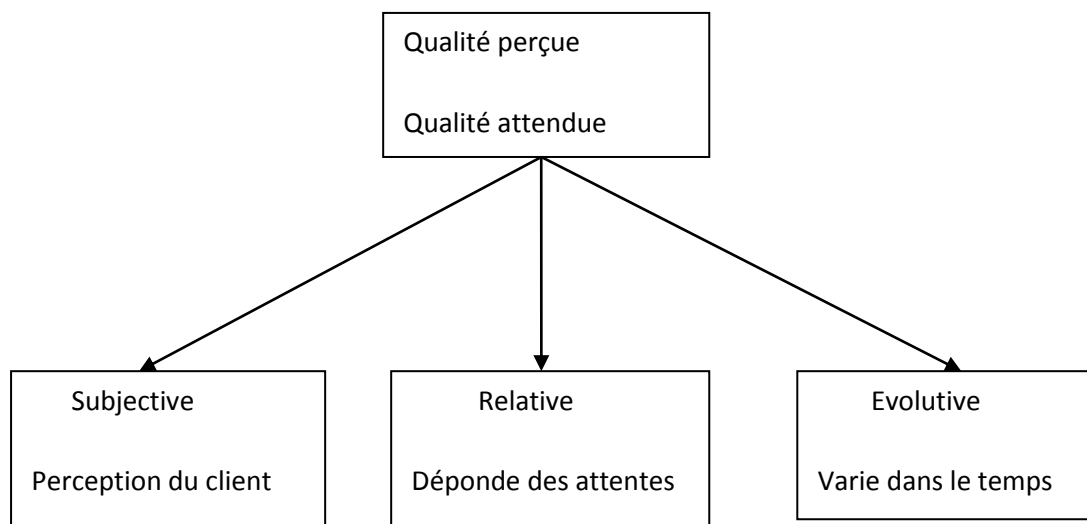 Qualité perçue
Qualité attendue
Subjective
Perception du client
Relative
Déponde des attentes
Evolutive
Varie dans le temps